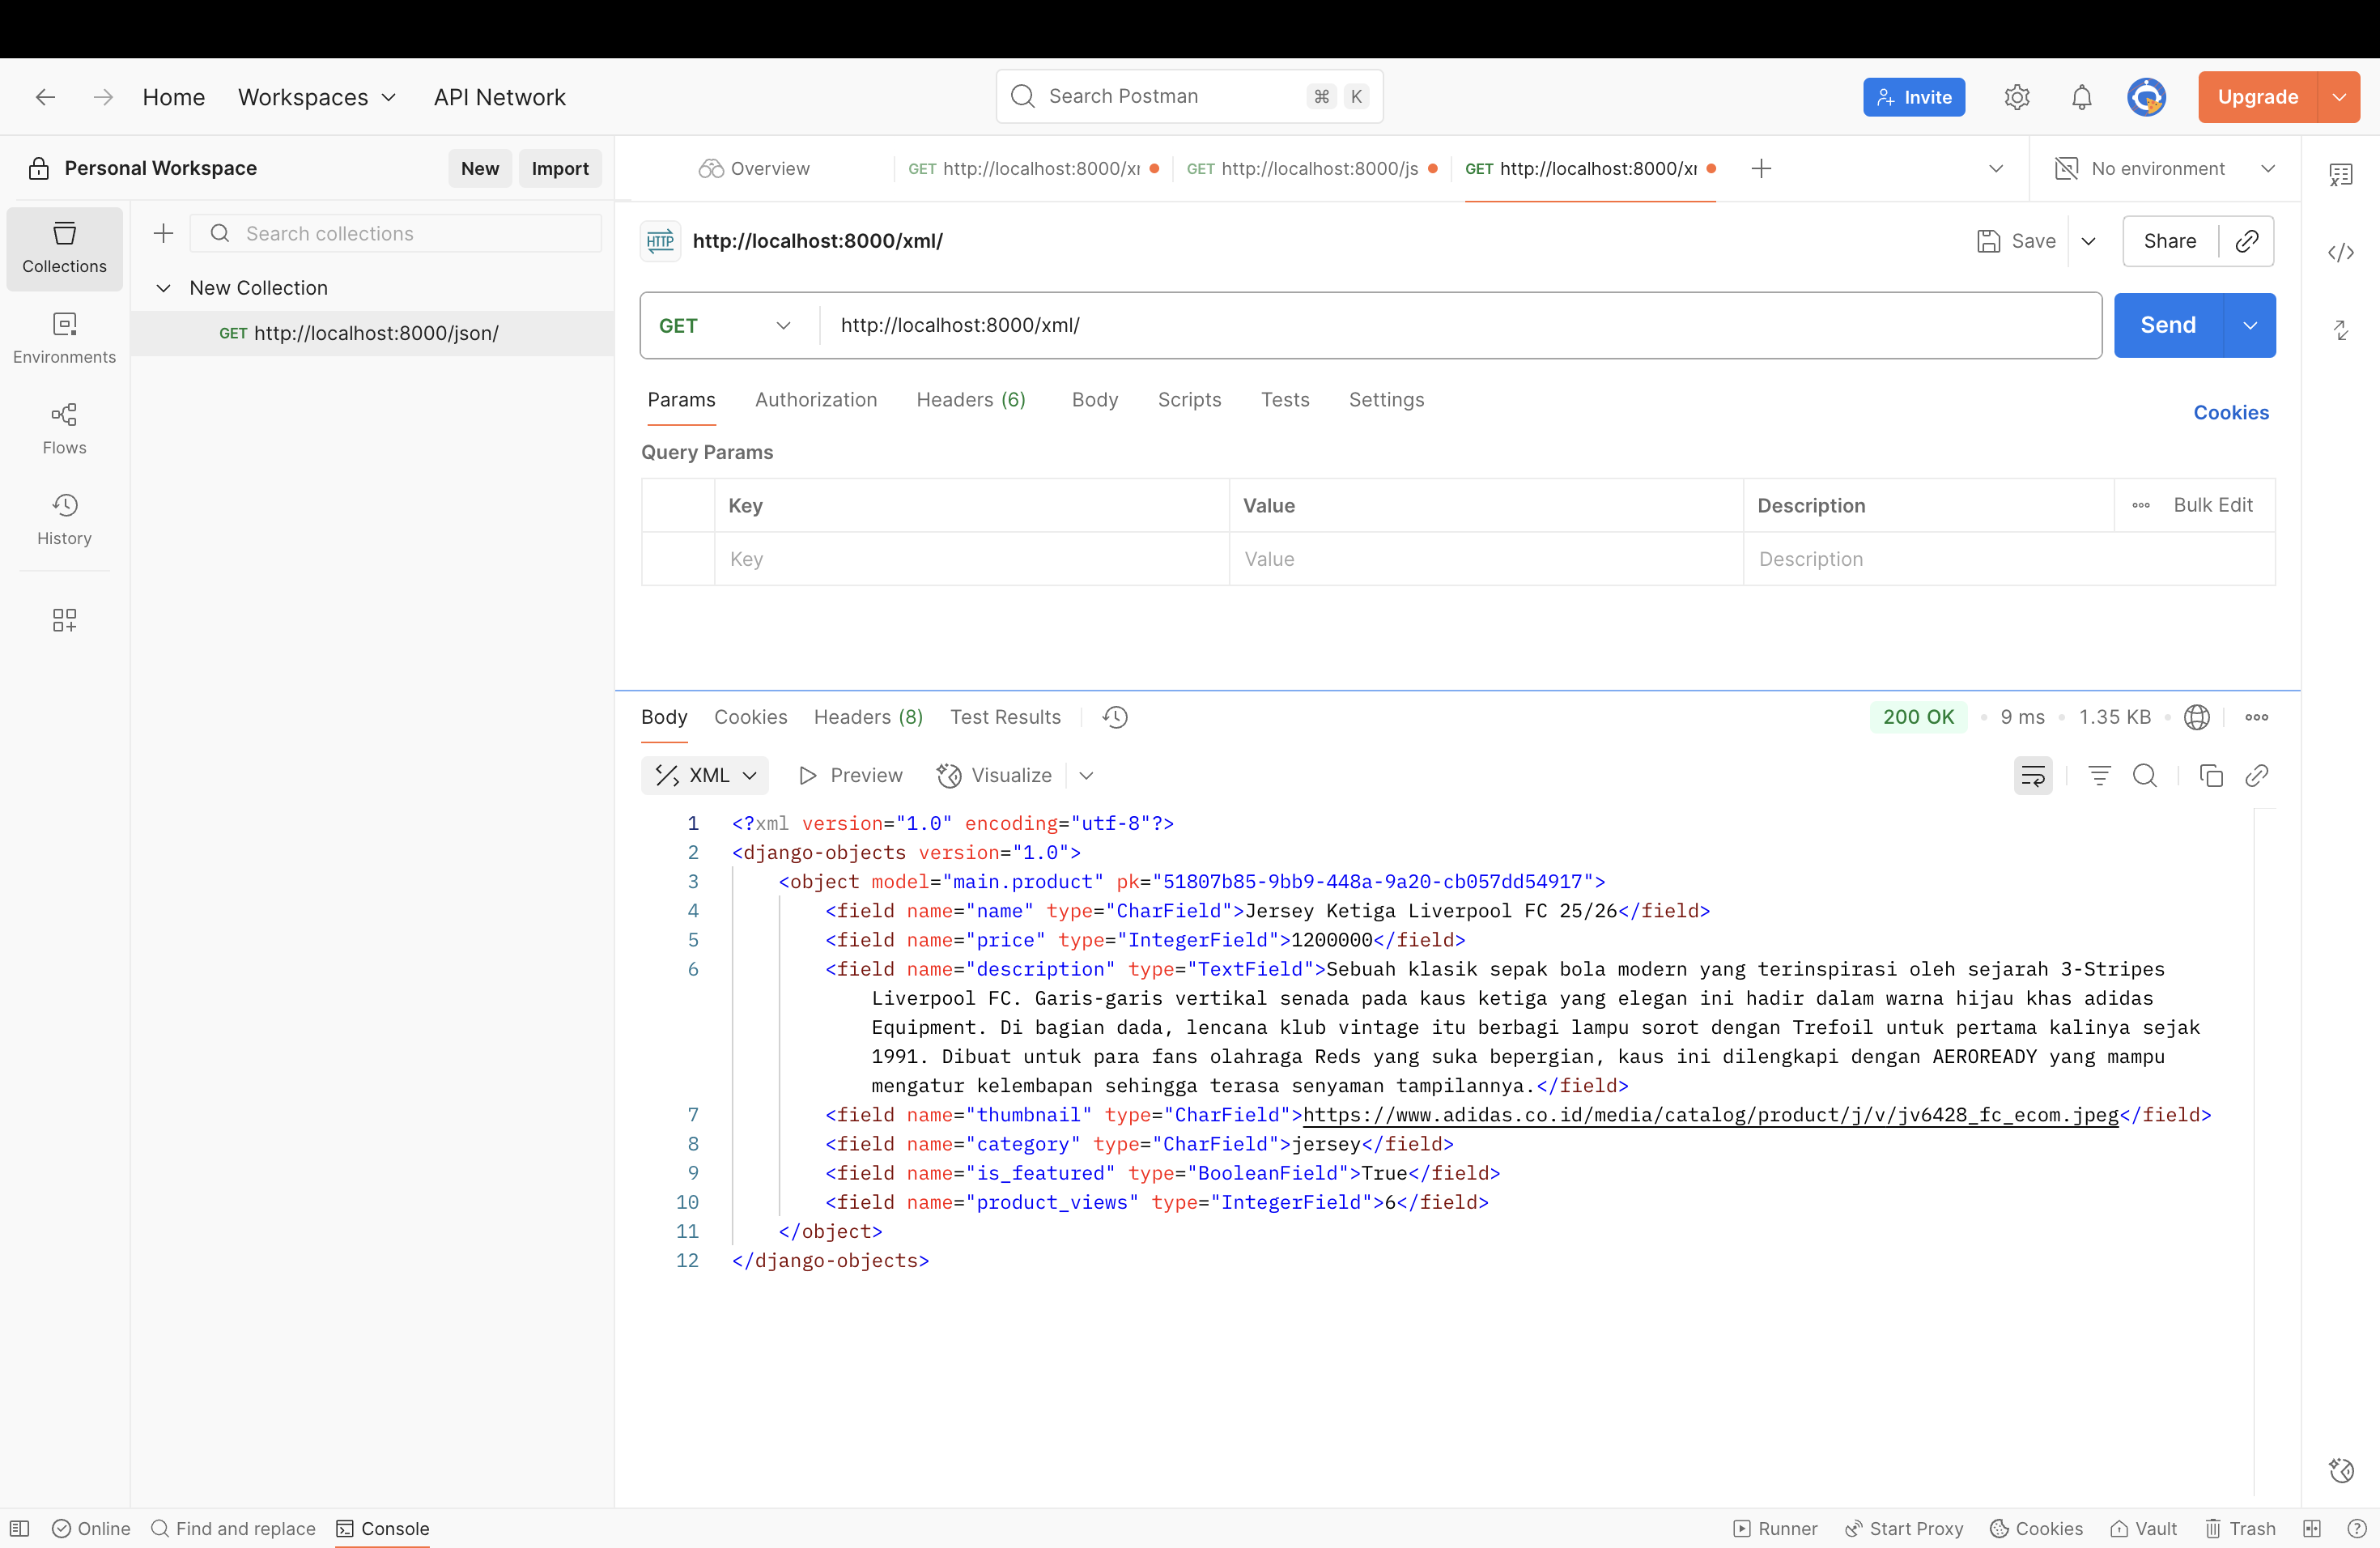 Home Workspaces API Network Search Postman ⌘ K Invite Upgrade
Personal Workspace New Import Overview GET http://localhost:8000/xr GET http://localhost:8000/js GET http://localhost:8000/xr No environment
Collections
Environments
Flows
History
Search collections
New Collection
GET http://localhost:8000/json/
HTTP http://localhost:8000/xml/ Save Share
GET http://localhost:8000/xml/ Send
Params Authorization Headers (6) Body Scripts Tests Settings Cookies
Query Params
Key Value Description Bulk Edit
Key Value Description
Body Cookies Headers (8) Test Results 200 OK 9 ms 1.35 KB
XML Preview Visualize
1 <?xml version="1.0" encoding="utf-8"?>
2 <django-objects version="1.0">
3 <object model="main.product" pk="51807b85-9bb9-448a-9a20-cb057dd54917">
4 <field name="name" type="CharField">Jersey Ketiga Liverpool FC 25/26</field>
5 <field name="price" type="IntegerField">1200000</field>
6 <field name="description" type="TextField">Sebuah klasik sepak bola modern yang terinspirasi oleh sejarah 3-Stripes
Liverpool FC. Garis-garis vertikal senada pada kaus ketiga yang elegan ini hadir dalam warna hijau khas adidas
Equipment. Di bagian dada, lencana klub vintage itu berbagi lampu sorot dengan Trefoil untuk pertama kalinya sejak
1991. Dibuat untuk para fans olahraga Reds yang suka bepergian, kaus ini dilengkapi dengan AEROREADY yang mampu
mengatur kelembapan sehingga terasa senyaman tampilannya.</field>
7 <field name="thumbnail" type="CharField">https://www.adidas.co.id/media/catalog/product/j/v/jv6428_fc_ecom.jpeg</field>
8 <field name="category" type="CharField">jersey</field>
9 <field name="is_featured" type="BooleanField">True</field>
10 <field name="product_views" type="IntegerField">6</field>
11 </object>
12 </django-objects>
Online Find and replace Console Runner Start Proxy Cookies Vault Trash